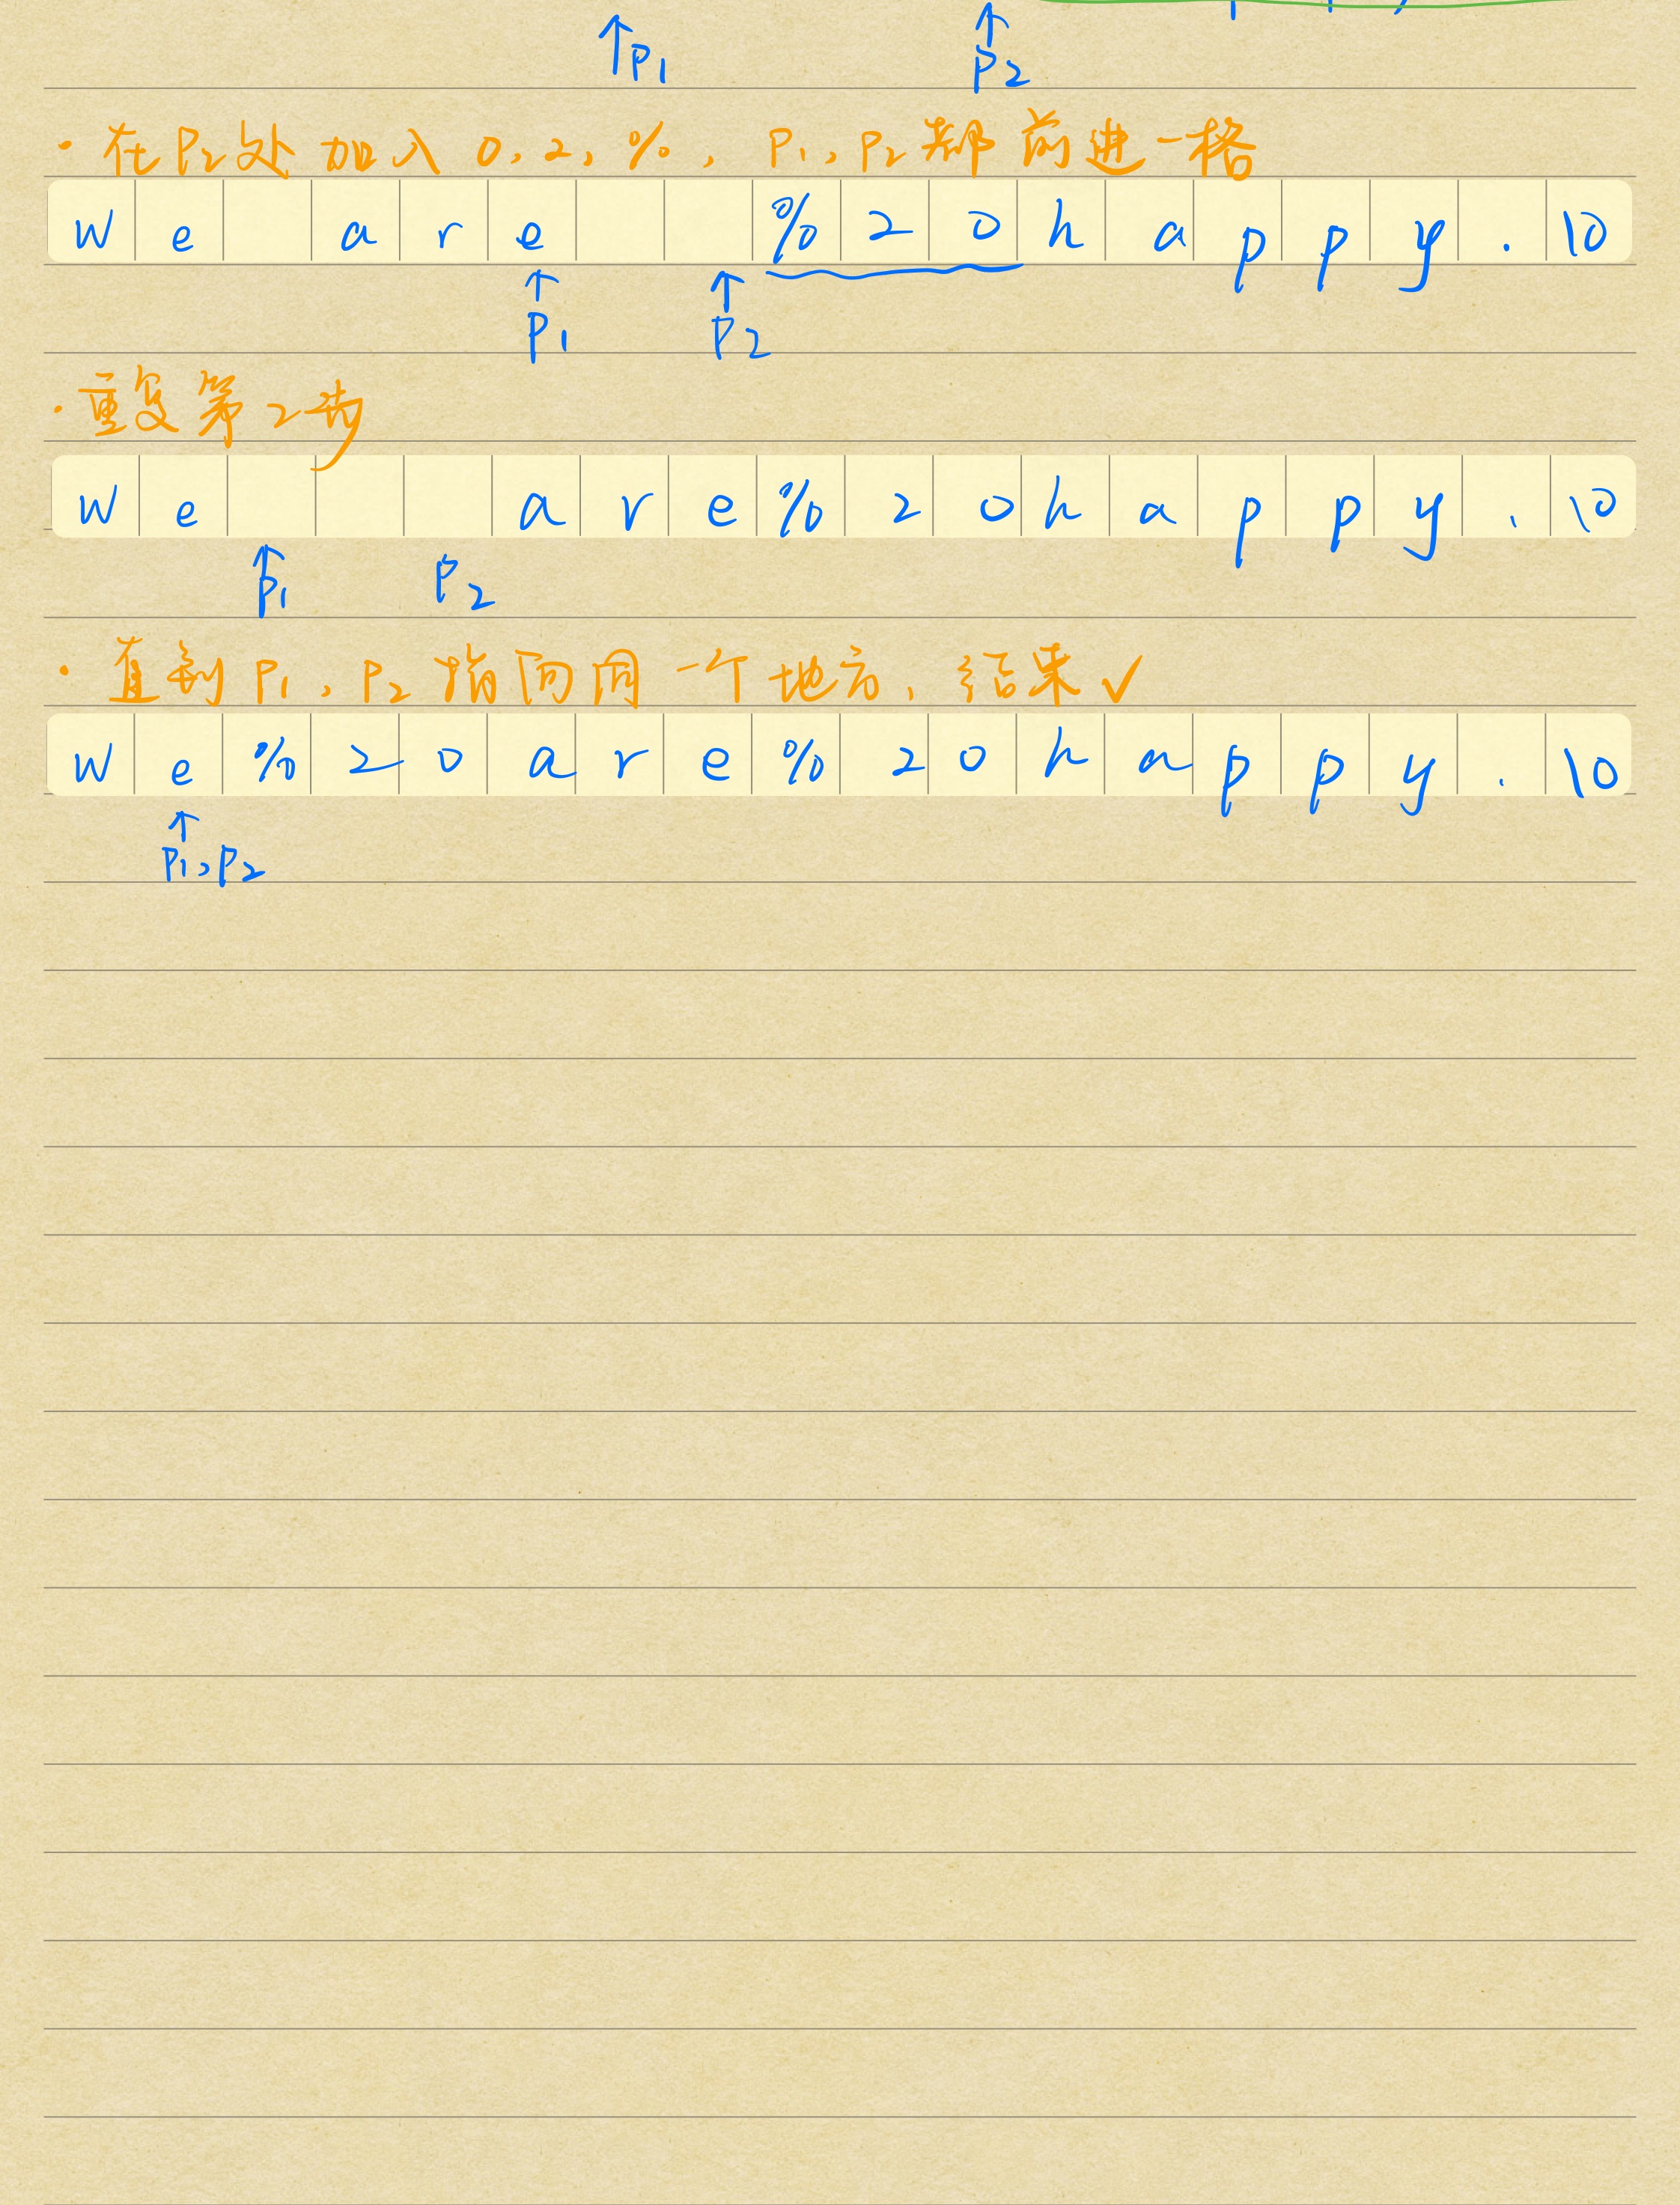 ↑P1 ↑P2
· 在P2处加入 0, 2, %, P1, P2都前进一格
W e a r e % 2 0 h a p p y . \0
↑P1 ↑P2
· 重复第2步
W e a r e % 2 0 h a p p y . \0
↑P1 P2
· 直到 P1, P2 指向同一个地方, 结束 ✓
W e % 2 0 a r e % 2 0 h a p p y . \0
↑P1, P2